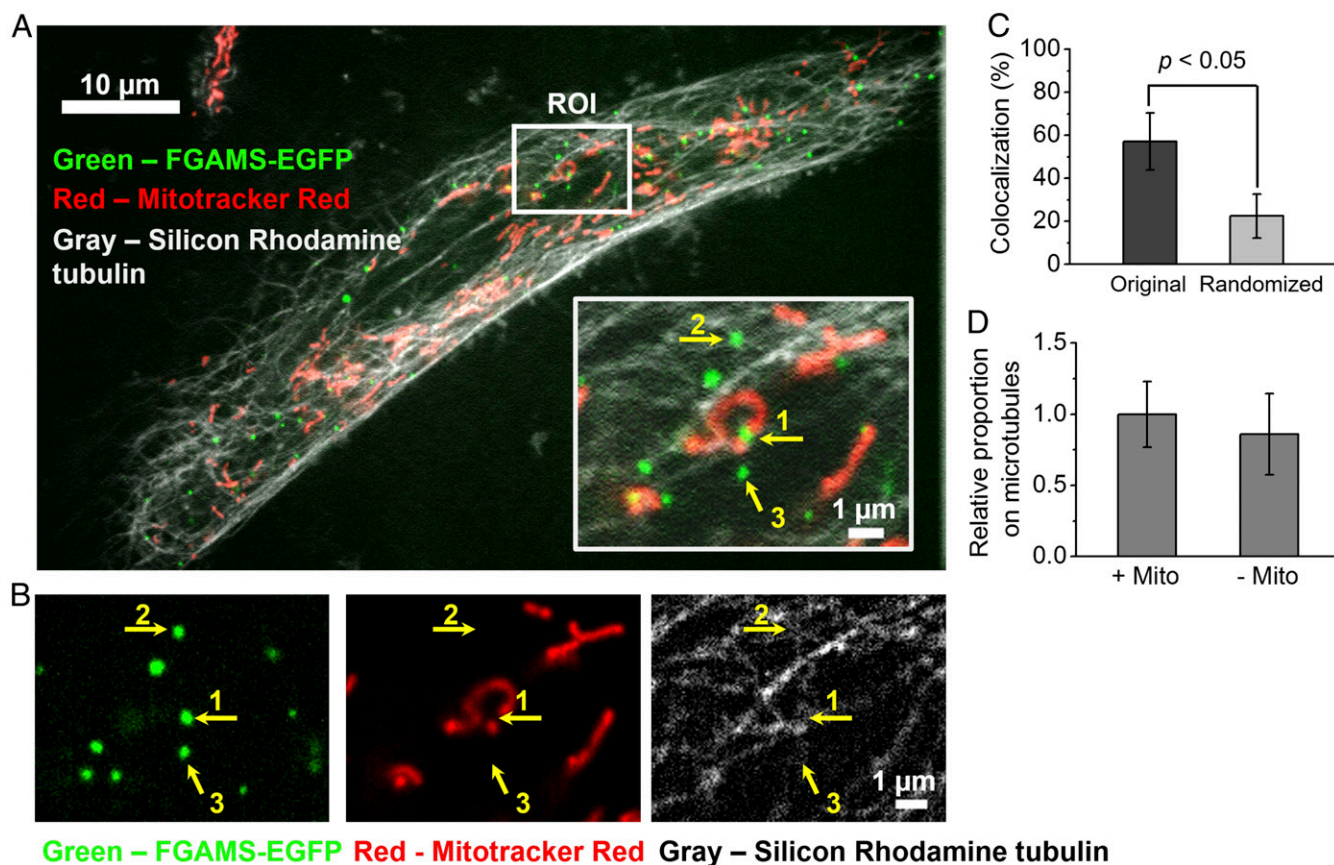 A
10 µm
ROI
Green – FGAMS-EGFP
Red – Mitotracker Red
Gray – Silicon Rhodamine
tubulin
2
1
3
1 µm
B
2
1
3
2
1
3
2
1
3
1 µm
Green – FGAMS-EGFP Red - Mitotracker Red Gray – Silicon Rhodamine tubulin
C
Colocalization (%)
100
80
60
40
20
0
p < 0.05
Original Randomized
D
Relative proportion
on microtubules
1.5
1.0
0.5
0.0
+ Mito - Mito